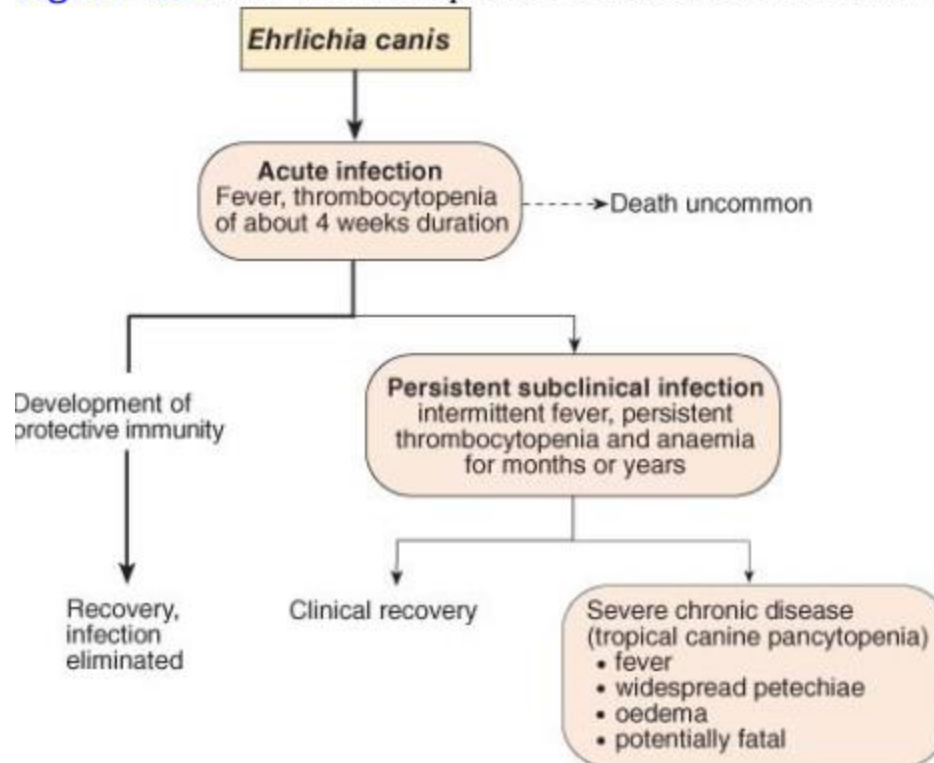 Ehrlichia canis
Acute infection
Fever, thrombocytopenia
of about 4 weeks duration
Death uncommon
Development of
protective immunity
Persistent subclinical infection
intermittent fever, persistent
thrombocytopenia and anaemia
for months or years
Recovery,
infection
eliminated
Clinical recovery
Severe chronic disease
(tropical canine pancytopenia)
• fever
• widespread petechiae
• oedema
• potentially fatal